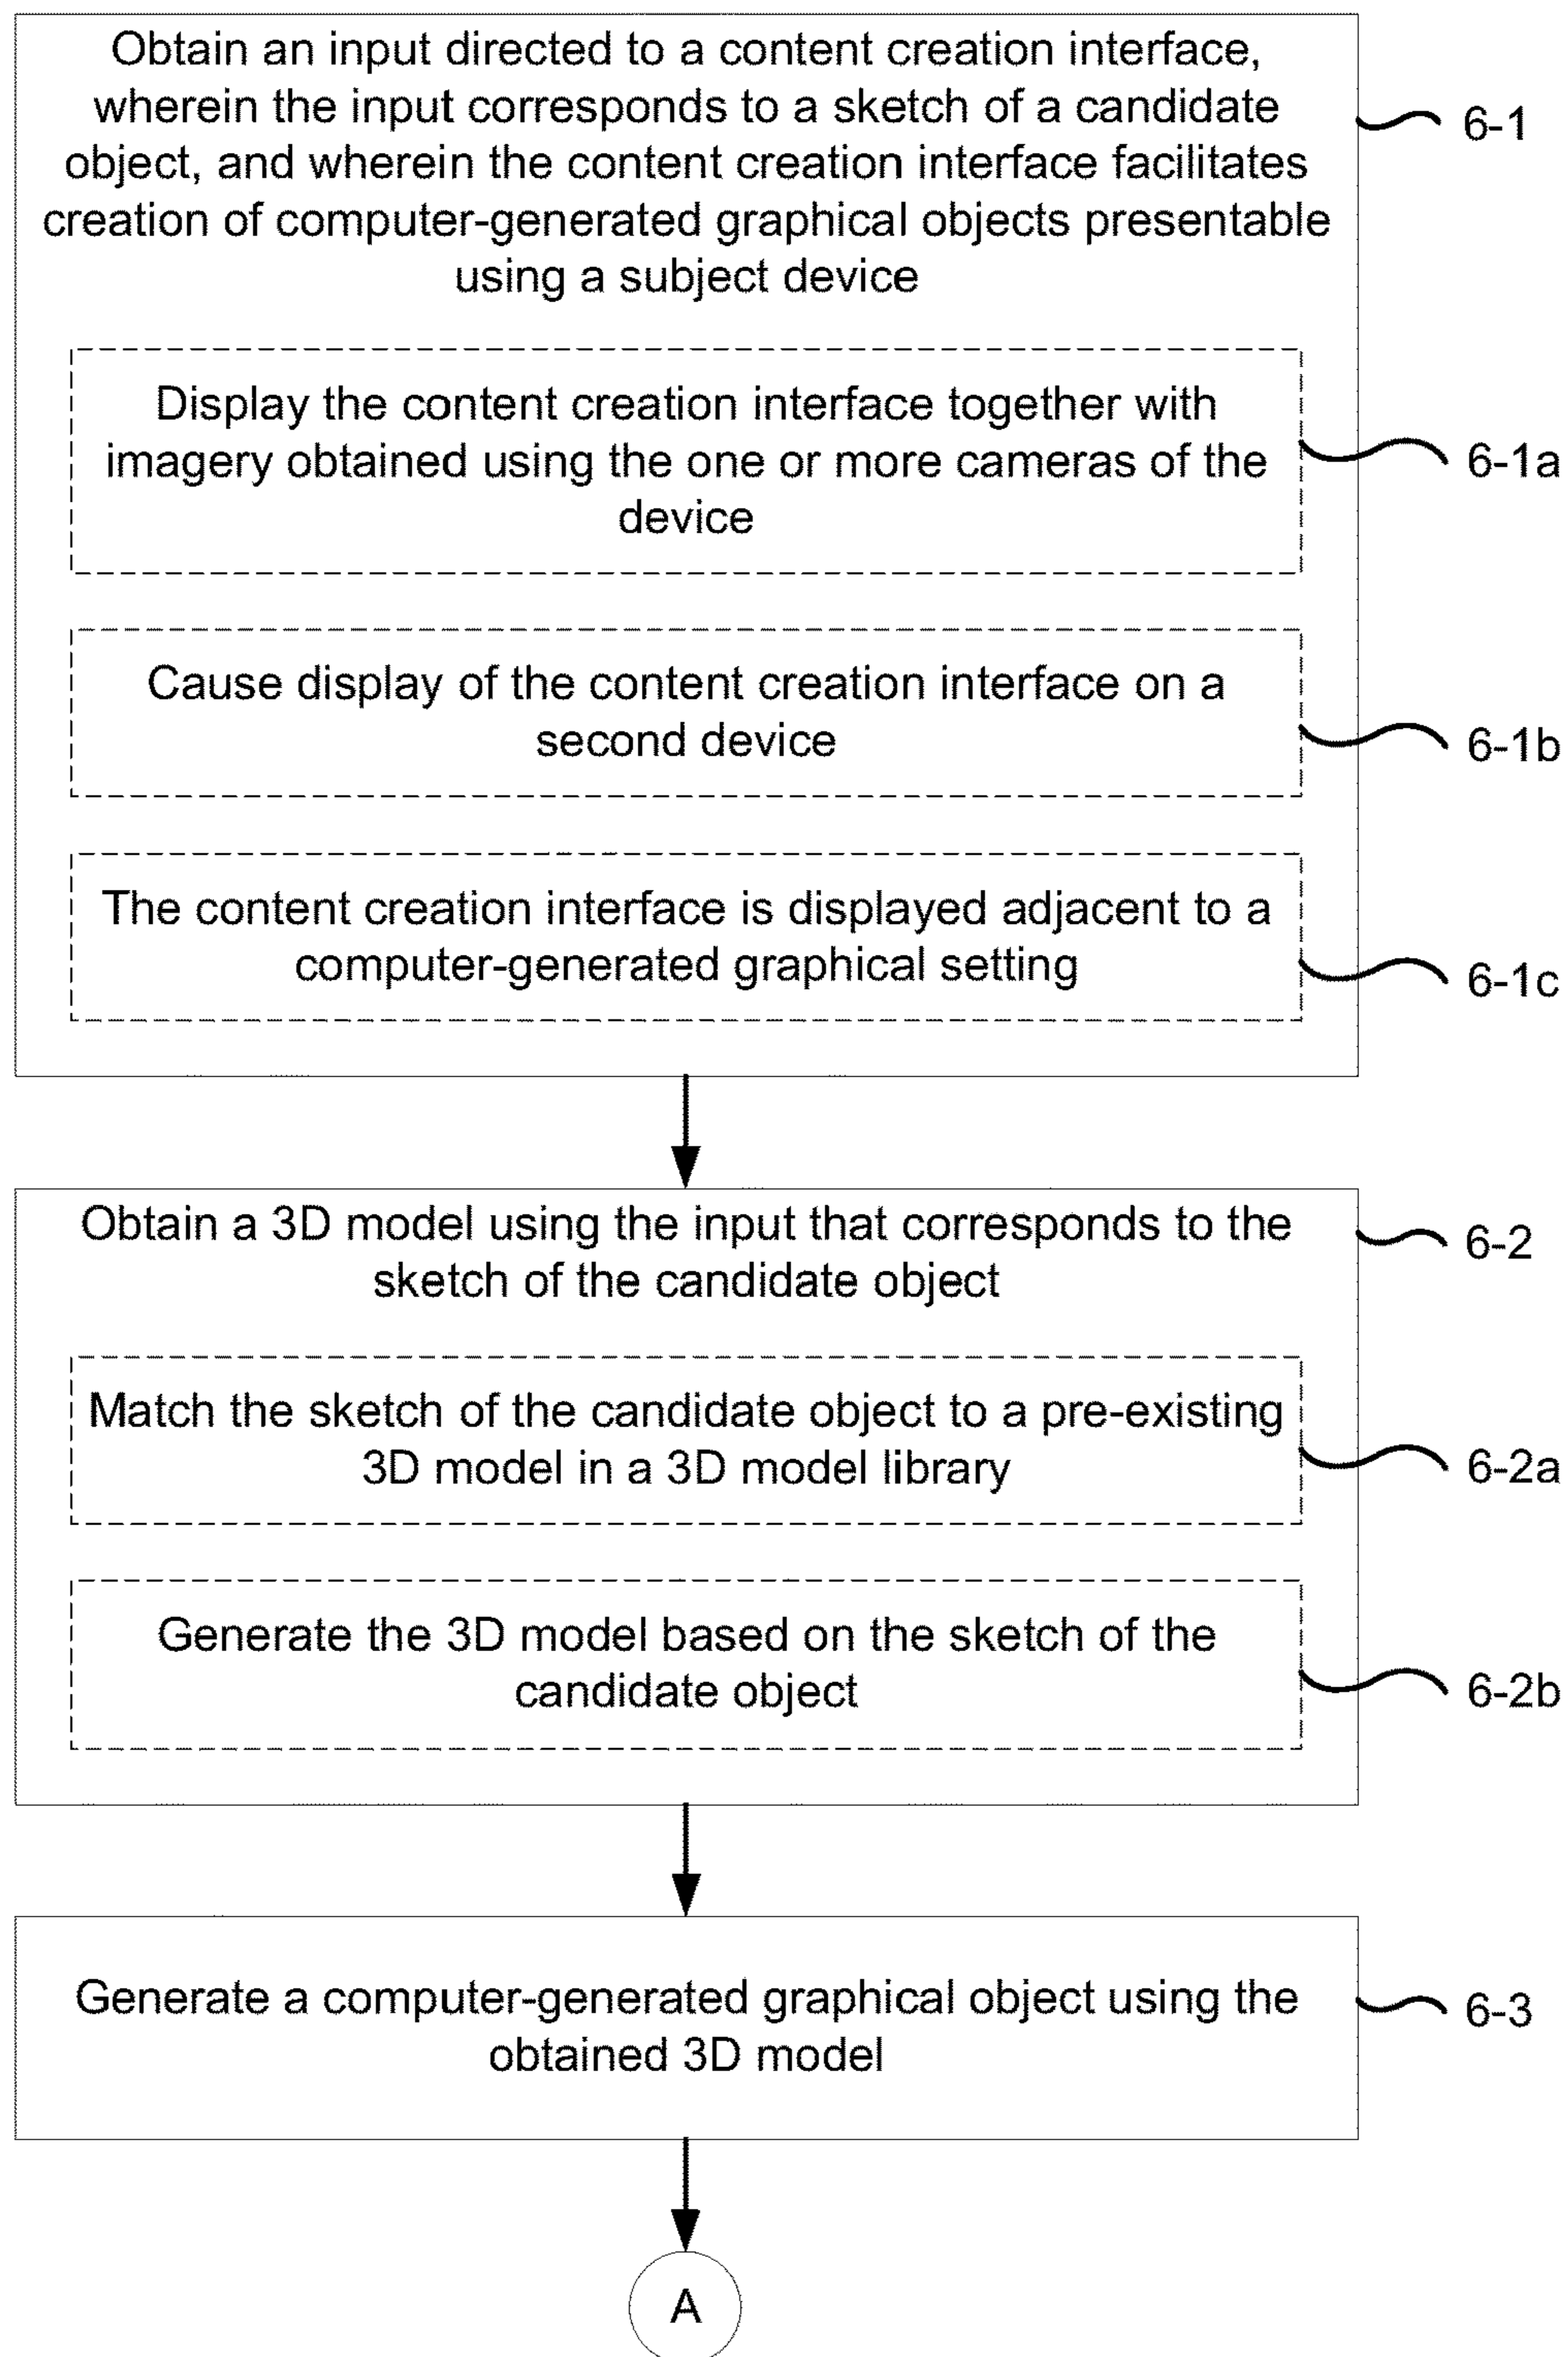 Obtain an input directed to a content creation interface,
wherein the input corresponds to a sketch of a candidate
object, and wherein the content creation interface facilitates
creation of computer-generated graphical objects presentable
using a subject device
6-1
Display the content creation interface together with
imagery obtained using the one or more cameras of the
device
6-1a
Cause display of the content creation interface on a
second device
6-1b
The content creation interface is displayed adjacent to a
computer-generated graphical setting
6-1c
Obtain a 3D model using the input that corresponds to the
sketch of the candidate object
6-2
Match the sketch of the candidate object to a pre-existing
3D model in a 3D model library
6-2a
Generate the 3D model based on the sketch of the
candidate object
6-2b
Generate a computer-generated graphical object using the
obtained 3D model
6-3
A